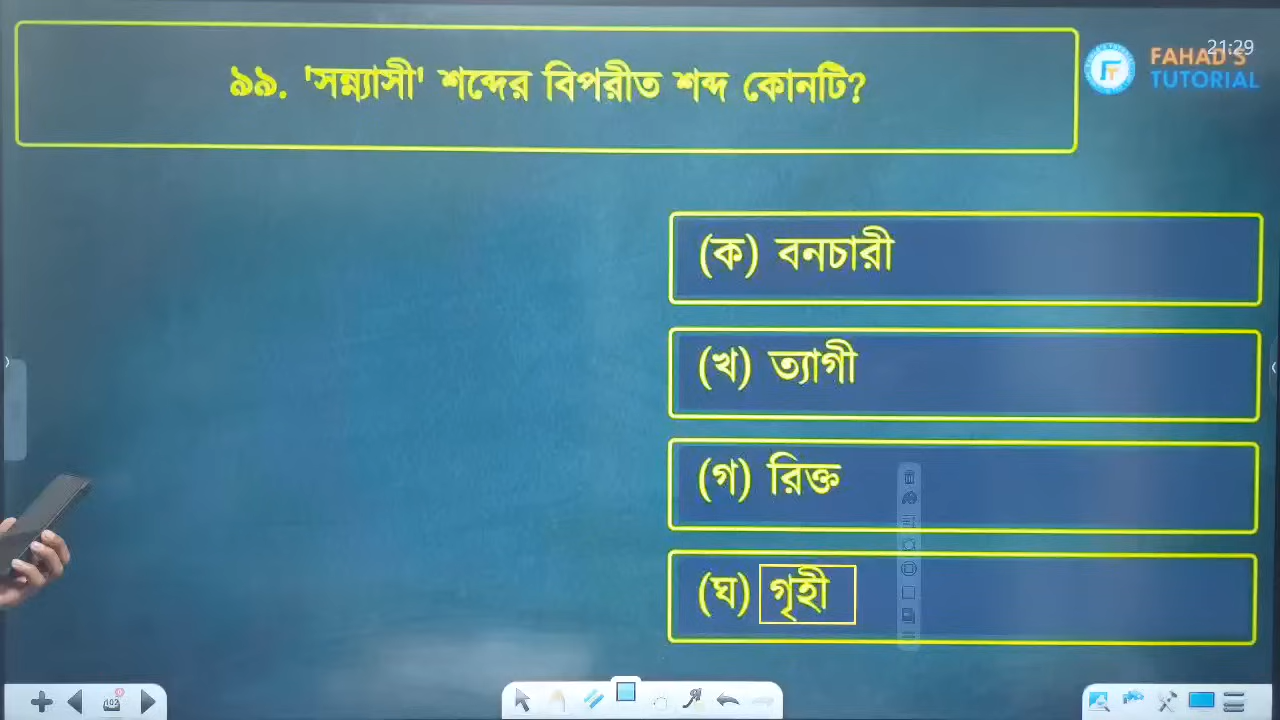 ৯৯. 'সন্ন্যাসী' শব্দের বিপরীত শব্দ কোনটি?
21:29
FAHAD'S
TUTORIAL
(ক) বনচারী
(খ) ত্যাগী
(গ) রিক্ত
(ঘ) গৃহী